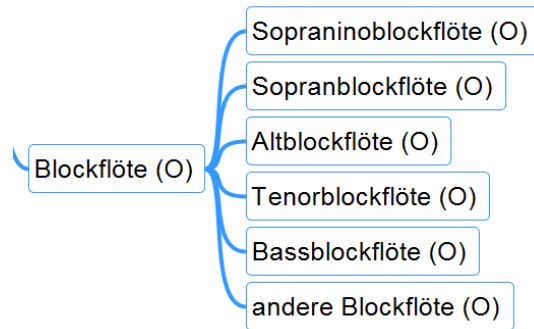 Sopraninoblockflöte (O)
Sopranblockflöte (O)
Altblockflöte (O)
Blockflöte (O)
Tenorblockflöte (O)
Bassblockflöte (O)
andere Blockflöte (O)